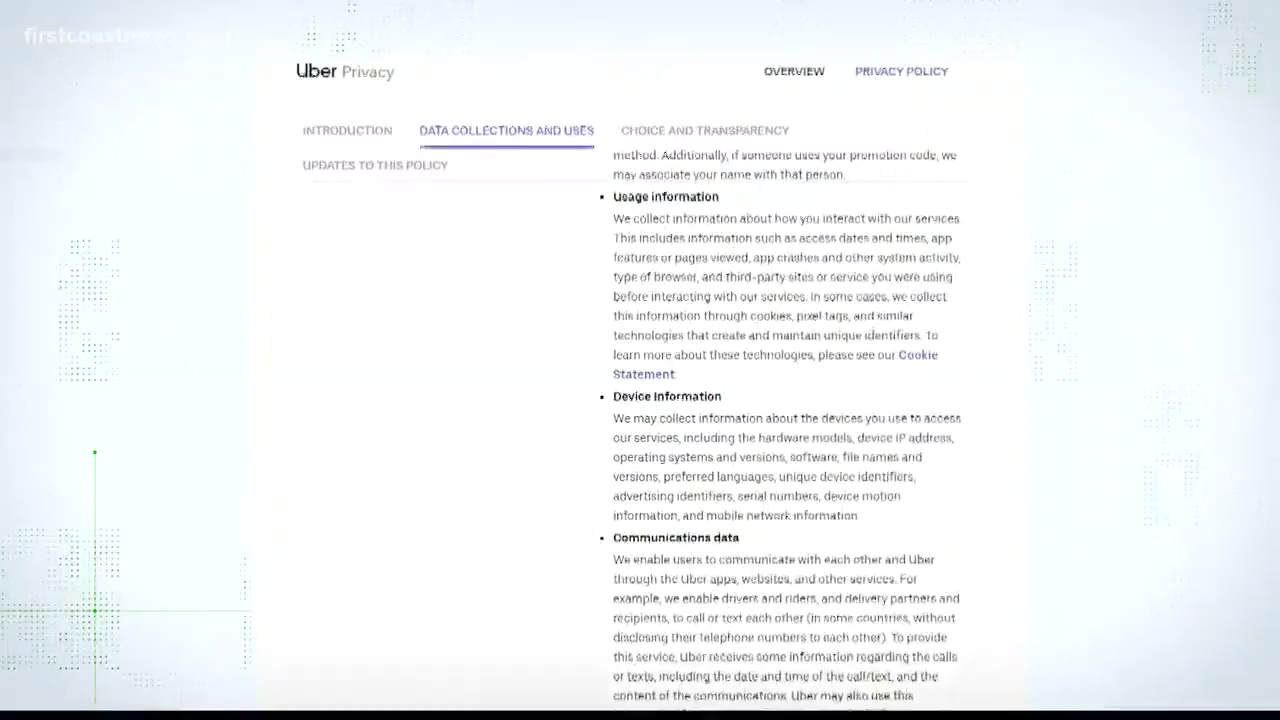 firstcoastnews
Uber Privacy
OVERVIEW
PRIVACY POLICY
INTRODUCTION
DATA COLLECTIONS AND USES
CHOICE AND TRANSPARENCY
UPDATES TO THIS POLICY
method. Additionally, if someone uses your promotion code, we
may associate your name with that person.
• Usage information
We collect information about how you interact with our services.
This includes information such as access dates and times, app
features or pages viewed, app crashes and other system activity,
type of browser, and third-party sites or service you were using
before interacting with our services. In some cases, we collect
this information through cookies, pixel tags, and similar
technologies that create and maintain unique identifiers. To
learn more about these technologies, please see our Cookie
Statement.
• Device Information
We may collect information about the devices you use to access
our services, including the hardware models, device IP address,
operating systems and versions, software, file names and
versions, preferred languages, unique device identifiers,
advertising identifiers, serial numbers, device motion
information, and mobile network information.
• Communications data
We enable users to communicate with each other and Uber
through the Uber apps, websites, and other services. For
example, we enable drivers and riders, and delivery partners and
recipients, to call or text each other (in some countries, without
disclosing their telephone numbers to each other). To provide
this service, Uber receives some information regarding the calls
or texts, including the date and time of the call/text, and the
content of the communications. Uber may also use this